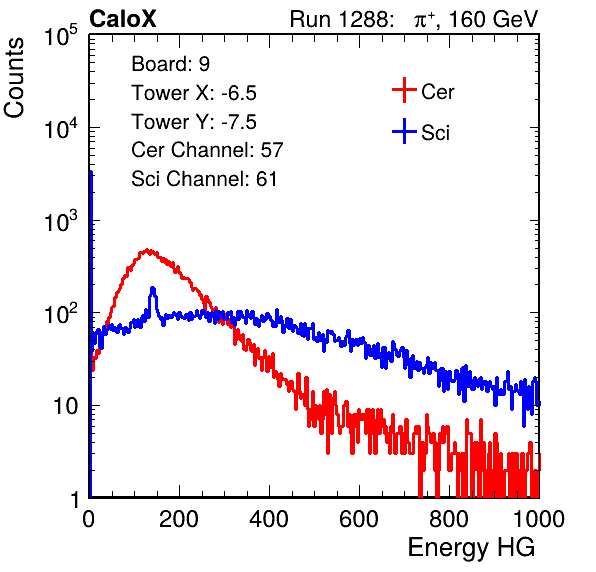 CaloX Run 1288: π⁺, 160 GeV
Counts
10⁵
10⁴
10³
10²
10
1
Board: 9
Tower X: -6.5
Tower Y: -7.5
Cer Channel: 57
Sci Channel: 61
Cer
Sci
0 200 400 600 800 1000
Energy HG